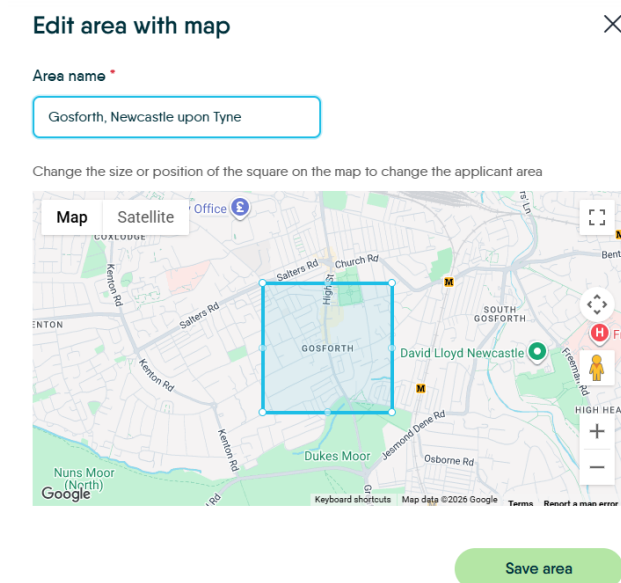 Edit area with map
Area name *
Gosforth, Newcastle upon Tyne
Change the size or position of the square on the map to change the applicant area
Map
Satellite
Office
COXLODGE
Kenton Rd
Salters Rd
Church Rd
High St
M
Salters Rd
SOUTH
GOSFORTH
GOSFORTH
David Lloyd Newcastle
H
Kenton Rd
M
Freeman Rd
HIGH HEA
Jesmond Dene Rd
Kenton Rd
Dukes Moor
Osborne Rd
Nuns Moor
(North)
Google
Keyboard shortcuts
Map data ©2026 Google
Terms
Report a map error
Save area